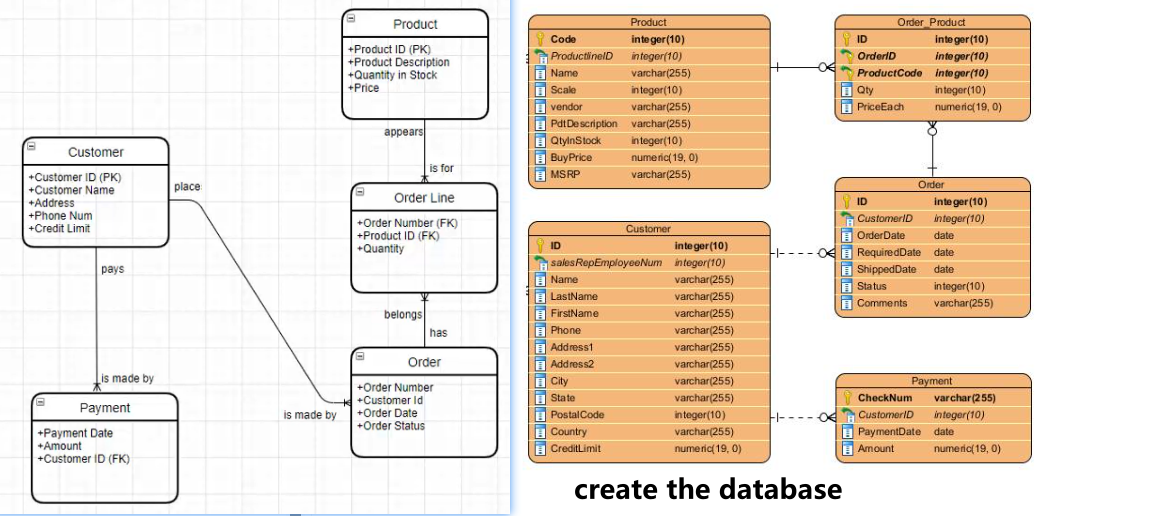 Product
+Product ID (PK)
+Product Description
+Quantity in Stock
+Price
appears
is for
Customer
+Customer ID (PK)
+Customer Name
+Address
+Phone Num
+Credit Limit
place
Order Line
+Order Number (FK)
+Product ID (FK)
+Quantity
pays
belongs
has
Order
+Order Number
+Customer Id
+Order Date
+Order Status
is made by
is made by
Payment
+Payment Date
+Amount
+Customer ID (FK)
Product
Code integer(10)
ProductlineID integer(10)
Name varchar(255)
Scale integer(10)
vendor varchar(255)
PdtDescription varchar(255)
QtyInStock integer(10)
BuyPrice numeric(19, 0)
MSRP varchar(255)
Order_Product
ID integer(10)
OrderID integer(10)
ProductCode integer(10)
Qty integer(10)
PriceEach numeric(19, 0)
Order
ID integer(10)
CustomerID integer(10)
OrderDate date
RequiredDate date
ShippedDate date
Status integer(10)
Comments varchar(255)
Customer
ID integer(10)
salesRepEmployeeNum integer(10)
Name varchar(255)
LastName varchar(255)
FirstName varchar(255)
Phone varchar(255)
Address1 varchar(255)
Address2 varchar(255)
City varchar(255)
State varchar(255)
PostalCode integer(10)
Country varchar(255)
CreditLimit numeric(19, 0)
Payment
CheckNum varchar(255)
CustomerID integer(10)
PaymentDate date
Amount numeric(19, 0)
create the database